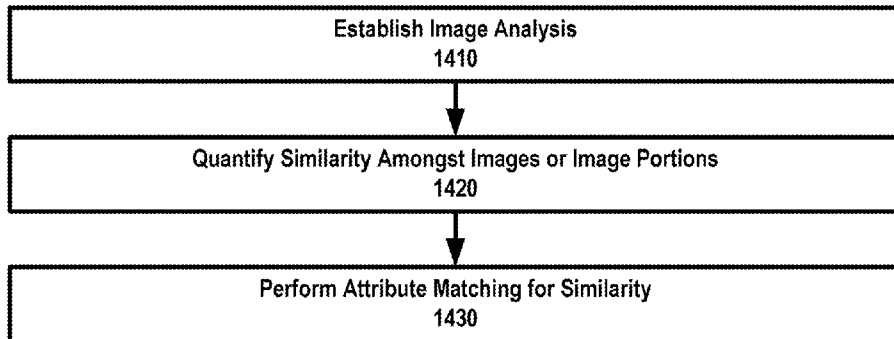 Establish Image Analysis
1410
Quantify Similarity Amongst Images or Image Portions
1420
Perform Attribute Matching for Similarity
1430